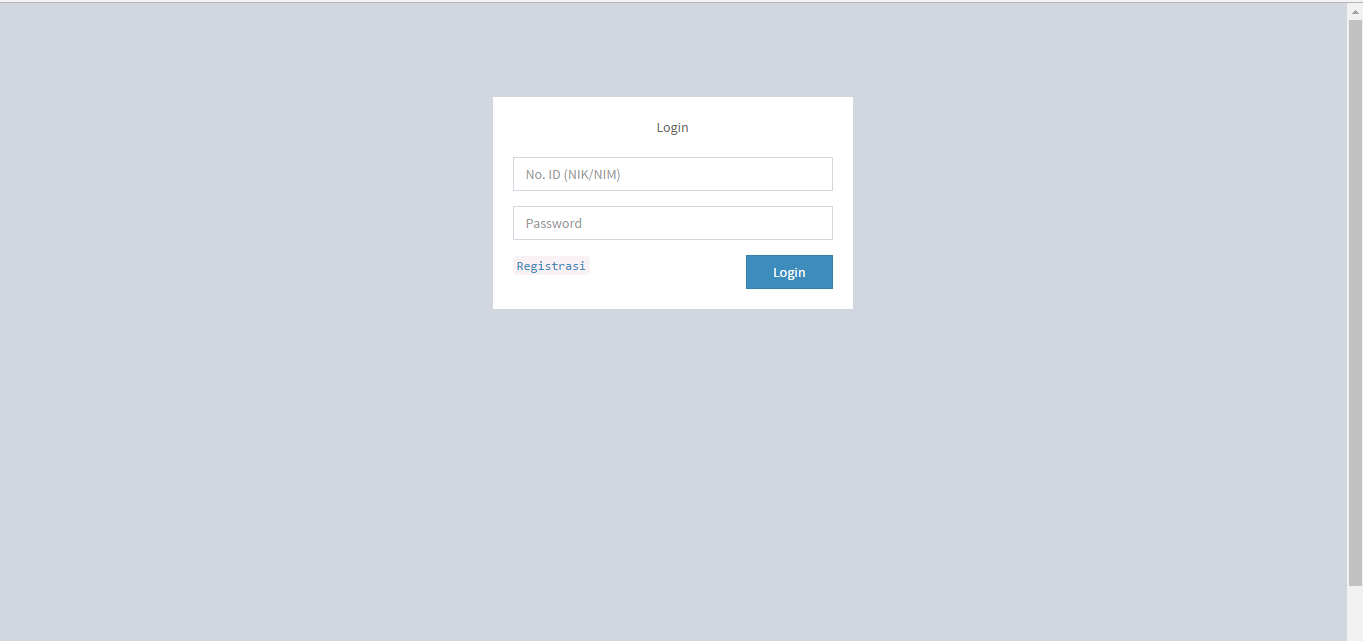 Login
No. ID (NIK/NIM)
Password
Registrasi
Login